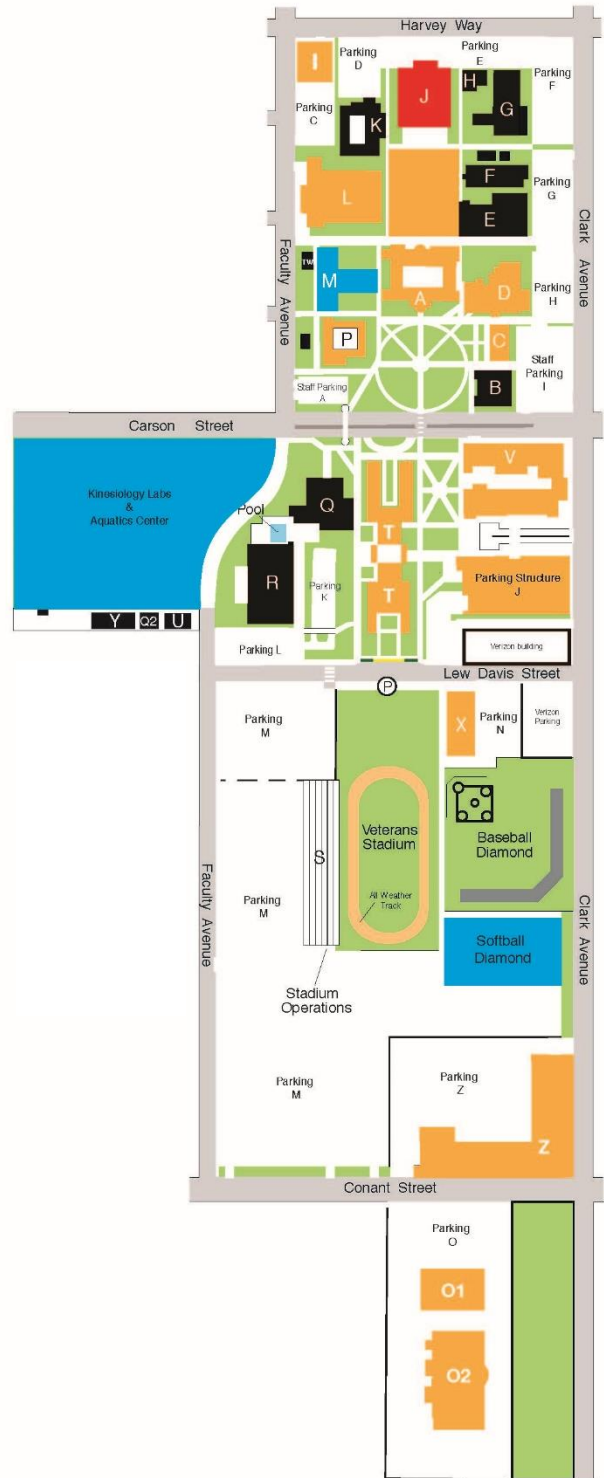 Harvey Way
Parking
D
Parking
E
Parking
F
I
Parking
C
J
H
G
K
F
L
E
Parking
G
Faculty Avenue
Clark Avenue
TW
M
A
D
Parking
H
P
C
Staff
Parking
I
Staff Parking
A
B
Carson Street
Kinesiology Labs
&
Aquatics Center
Pool
Q
T
V
R
Parking
K
T
Parking Structure
J
Y
Q2
U
Parking L
Verizon building
Lew Davis Street
P
Parking
M
X
Parking
N
Verizon
Parking
Veterans
Stadium
Baseball
Diamond
S
Parking
M
All Weather
Track
Faculty Avenue
Clark Avenue
Softball
Diamond
Stadium
Operations
Parking
M
Parking
Z
Z
Conant Street
Parking
O
O1
O2